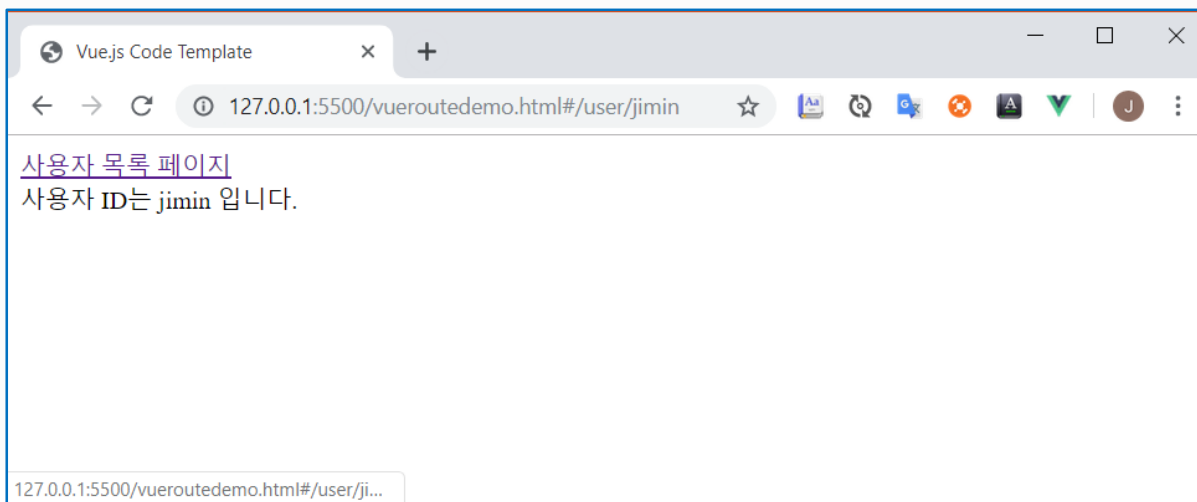 Vue.js Code Template
127.0.0.1:5500/vueroutedemo.html#/user/jimin
J
사용자 목록 페이지
사용자 ID는 jimin 입니다.
127.0.0.1:5500/vueroutedemo.html#/user/ji...